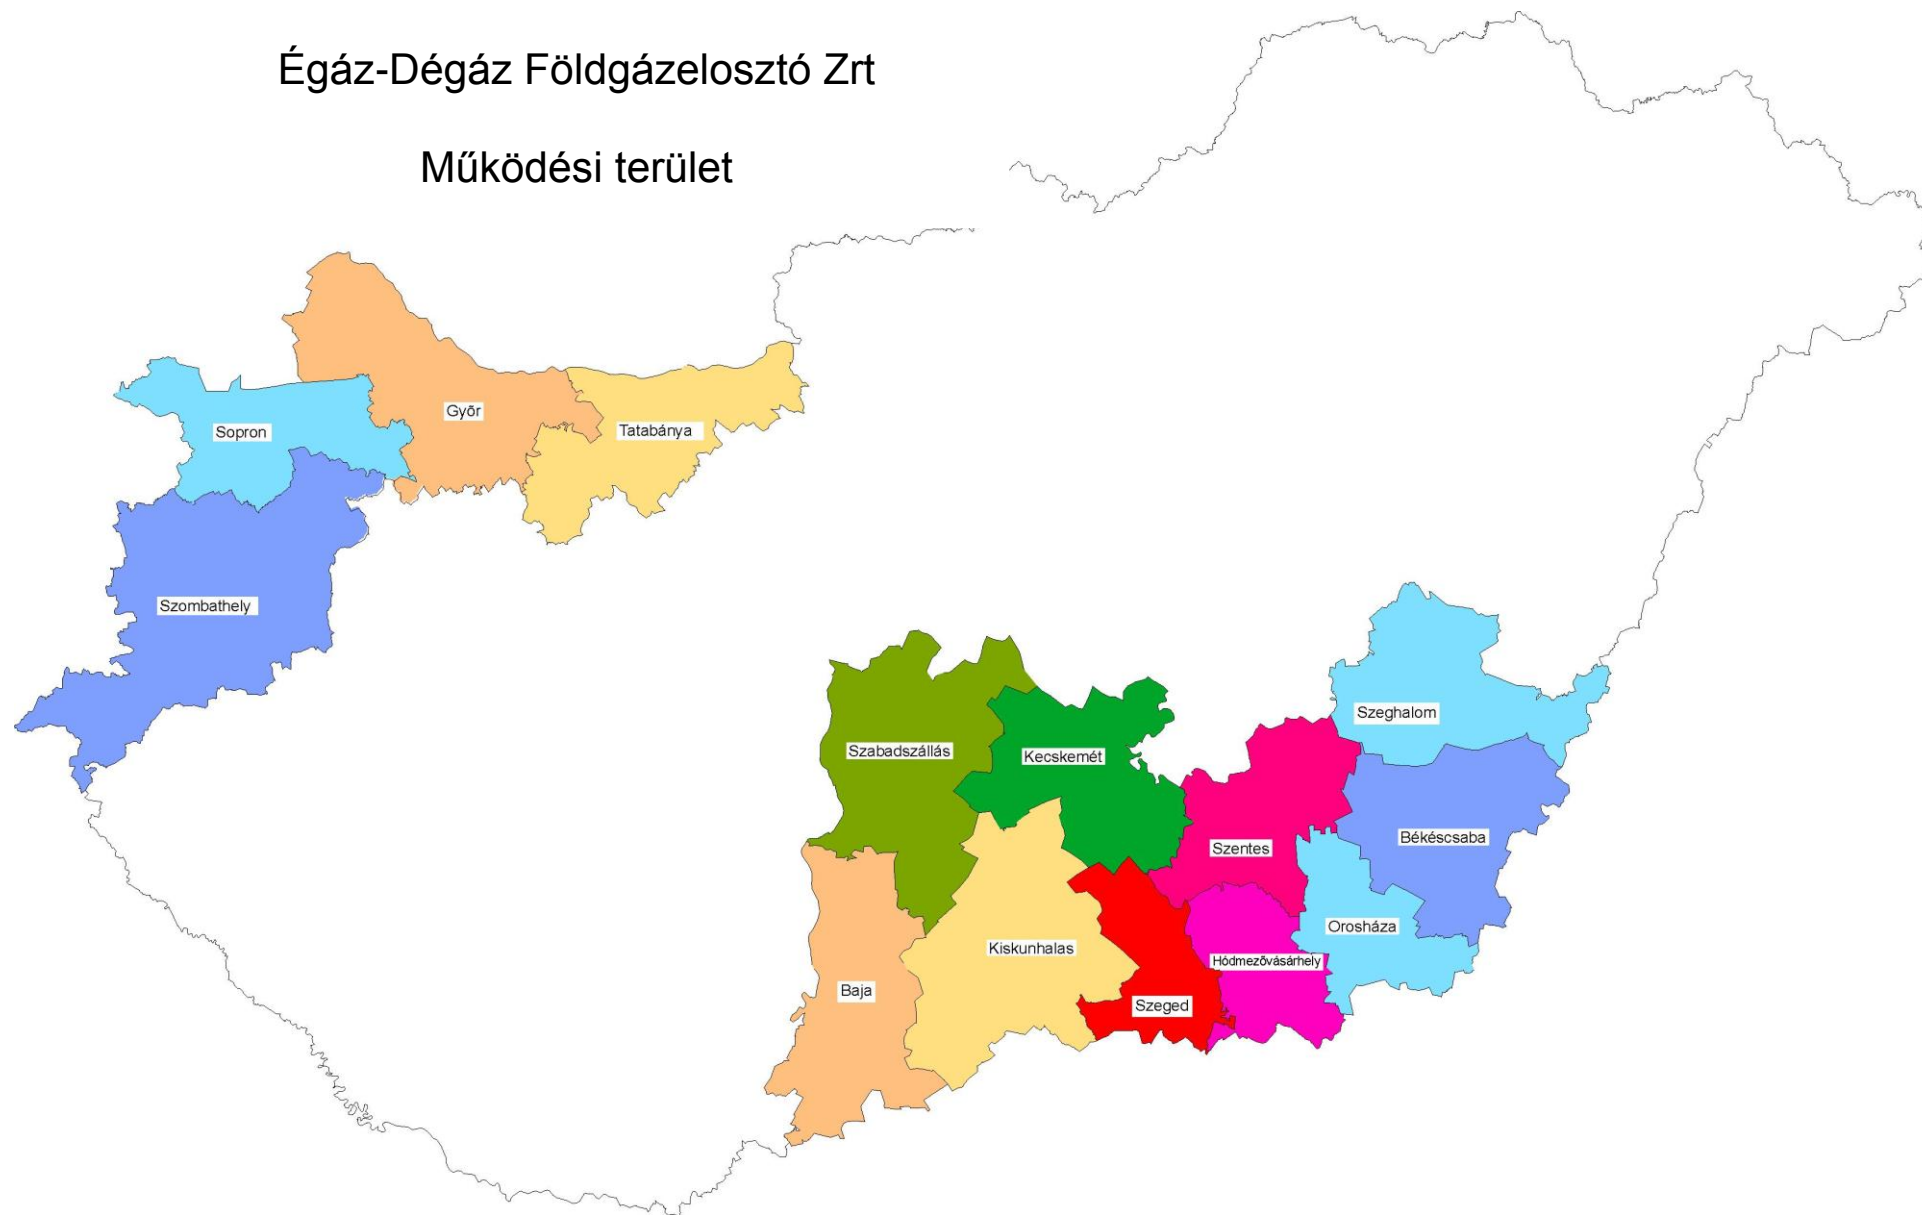 Égáz-Dégáz Földgázelosztó Zrt
Működési terület
Győr
Sopron
Tatabánya
Szombathely
Szeghalom
Szabadszállás
Kecskemét
Békéscsaba
Szentes
Orosháza
Kiskunhalas
Hódmezõvásárhely
Baja
Szeged